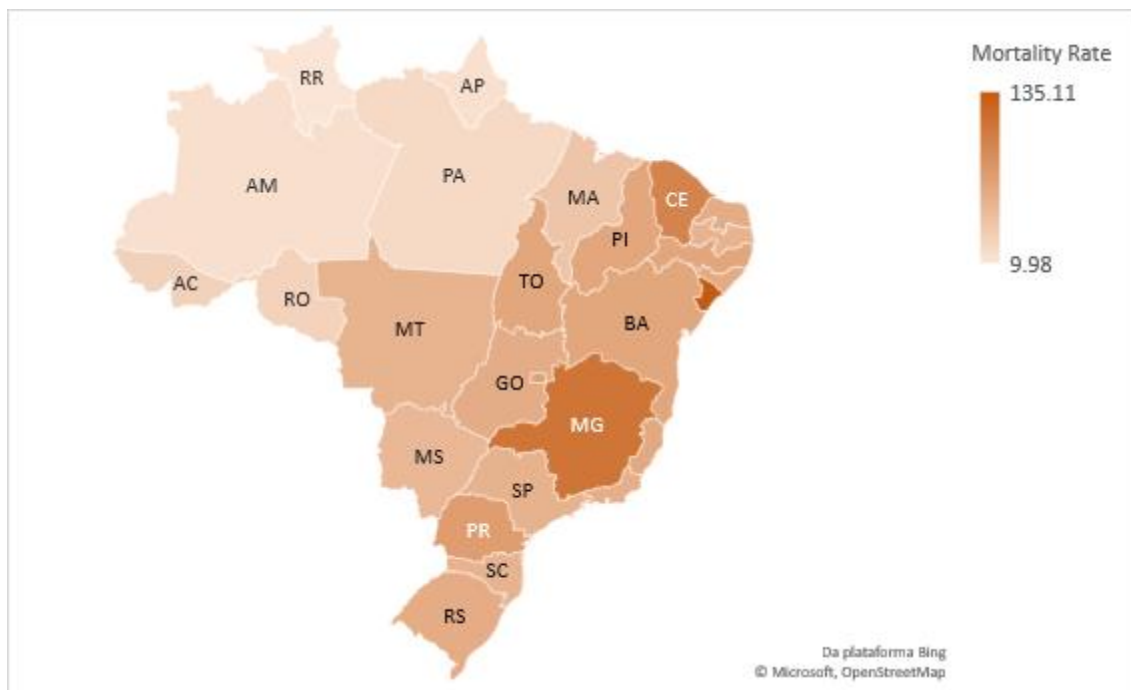 Mortality Rate
135.11
9.98
RR
AP
AM
PA
MA
CE
PI
AC
RO
TO
MT
BA
GO
MG
MS
SP
PR
SC
RS
Da plataforma Bing
© Microsoft, OpenStreetMap